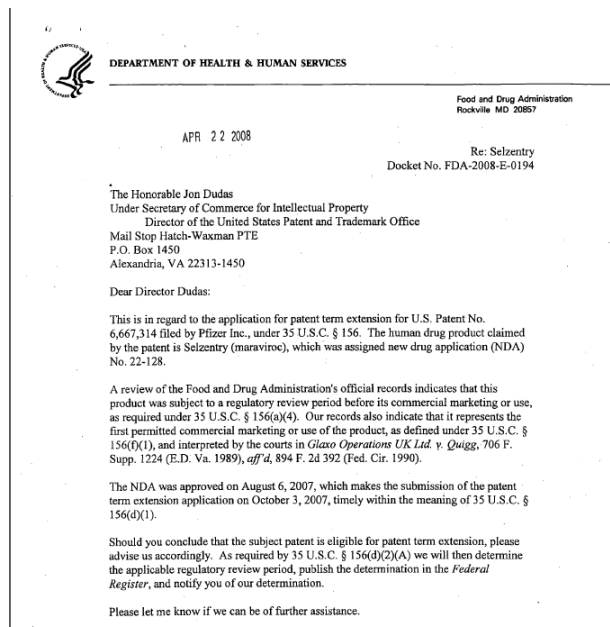 DEPARTMENT OF HEALTH & HUMAN SERVICES
Food and Drug Administration
Rockville MD 20857
APR 22 2008
Re: Selzentry
Docket No. FDA-2008-E-0194
The Honorable Jon Dudas
Under Secretary of Commerce for Intellectual Property
Director of the United States Patent and Trademark Office
Mail Stop Hatch-Waxman PTE
P.O. Box 1450
Alexandria, VA 22313-1450
Dear Director Dudas:
This is in regard to the application for patent term extension for U.S. Patent No.
6,667,314 filed by Pfizer Inc., under 35 U.S.C. § 156. The human drug product claimed
by the patent is Selzentry (maraviroc), which was assigned new drug application (NDA)
No. 22-128.
A review of the Food and Drug Administration's official records indicates that this
product was subject to a regulatory review period before its commercial marketing or use,
as required under 35 U.S.C. § 156(a)(4). Our records also indicate that it represents the
first permitted commercial marketing or use of the product, as defined under 35 U.S.C. §
156(f)(1), and interpreted by the courts in Glaxo Operations UK Ltd. v. Quigg, 706 F.
Supp. 1224 (E.D. Va. 1989), aff'd, 894 F. 2d 392 (Fed. Cir. 1990).
The NDA was approved on August 6, 2007, which makes the submission of the patent
term extension application on October 3, 2007, timely within the meaning of 35 U.S.C. §
156(d)(1).
Should you conclude that the subject patent is eligible for patent term extension, please
advise us accordingly. As required by 35 U.S.C. § 156(d)(2)(A) we will then determine
the applicable regulatory review period, publish the determination in the Federal
Register, and notify you of our determination.
Please let me know if we can be of further assistance.